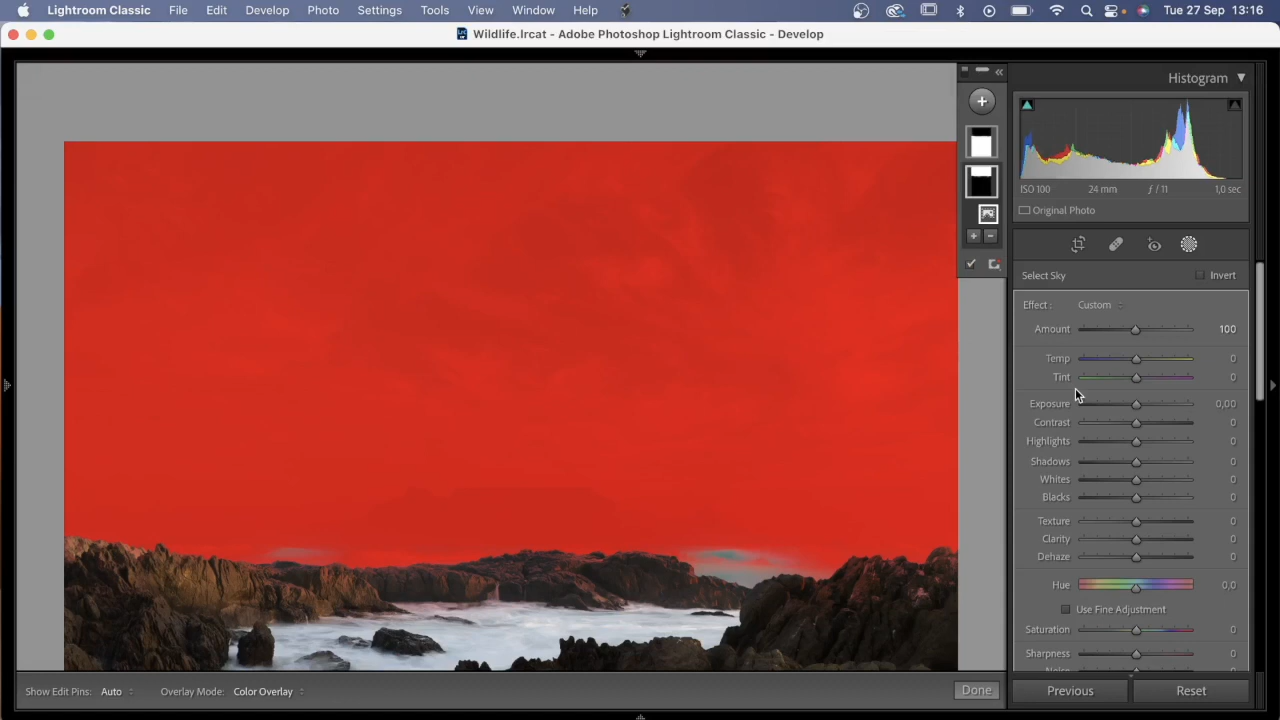 Lightroom Classic File Edit Develop Photo Settings Tools View Window Help Tue 27 Sep 13:16
Wildlife.lrcat - Adobe Photoshop Lightroom Classic - Develop
Histogram
ISO 100 24 mm ƒ / 11 1,0 sec
Original Photo
Select Sky Invert
Effect : Custom
Amount 100
Temp 0
Tint 0
Exposure 0,00
Contrast 0
Highlights 0
Shadows 0
Whites 0
Blacks 0
Texture 0
Clarity 0
Dehaze 0
Hue 0,0
Use Fine Adjustment
Saturation 0
Sharpness 0
Show Edit Pins: Auto Overlay Mode: Color Overlay Done Previous Reset